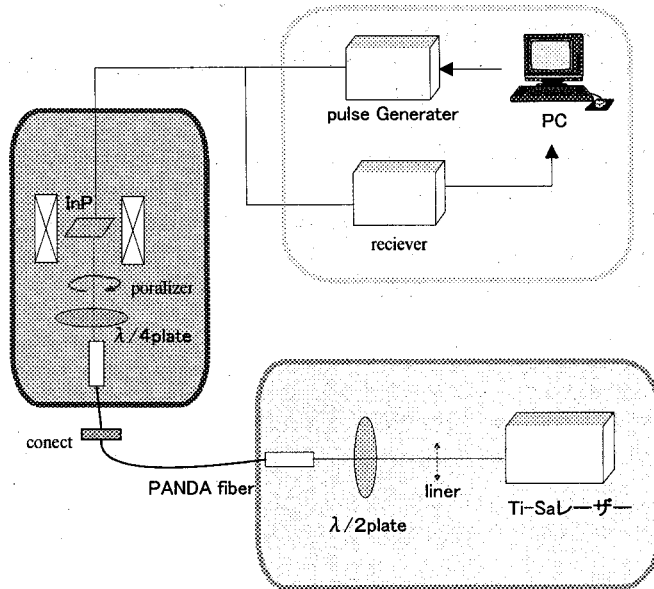 pulse Generater
PC
InP
reciever
poralizer
λ/4plate
conect
PANDA fiber
liner
λ/2plate
Ti-Saレーザー